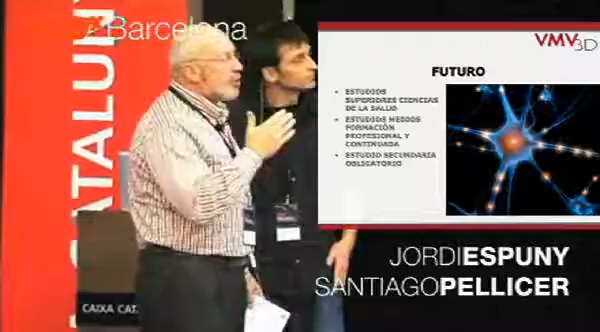 Barcelona
CATALUN
VMV3D
FUTURO
• ESTUDIOS
SUPERIORES CIENCIAS
DE LA SALUD
• ESTUDIOS MEDIOS
FORMACIÓN
PROFESIONAL Y
CONTINUADA
• ESTUDIO SECUNDARIA
OBLIGATORIO
JORDIESPUNY
SANTIAGOPELLICER
CAIXA CAT